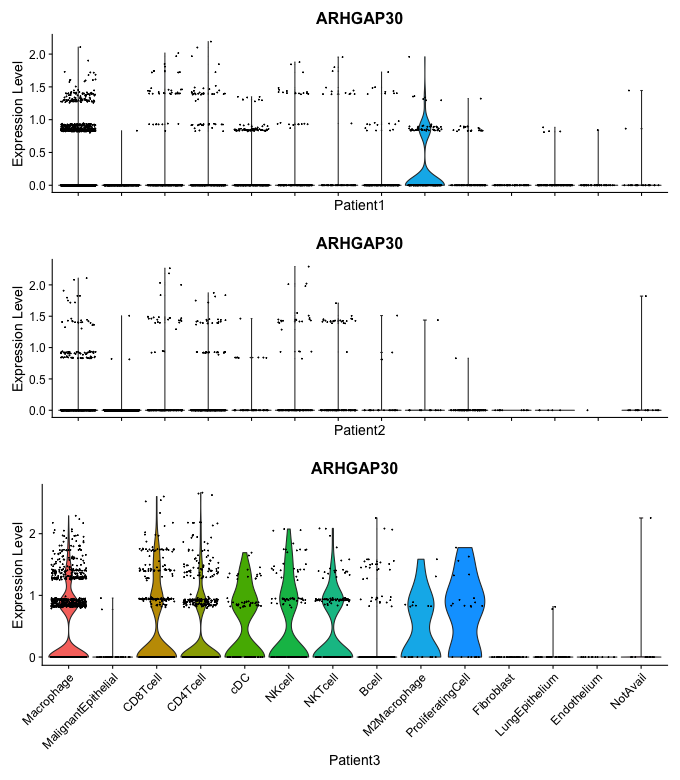 ARHGAP30
Expression Level
2.0
1.5
1.0
0.5
0.0
Patient1
ARHGAP30
Expression Level
2.0
1.5
1.0
0.5
0.0
Patient2
ARHGAP30
Expression Level
2
1
0
Macrophage
MalignantEpithelial
CD8Tcell
CD4Tcell
cDC
NKcell
NKTcell
Bcell
M2Macrophage
ProliferatingCell
Fibroblast
LungEpithelium
Endothelium
NotAvail
Patient3